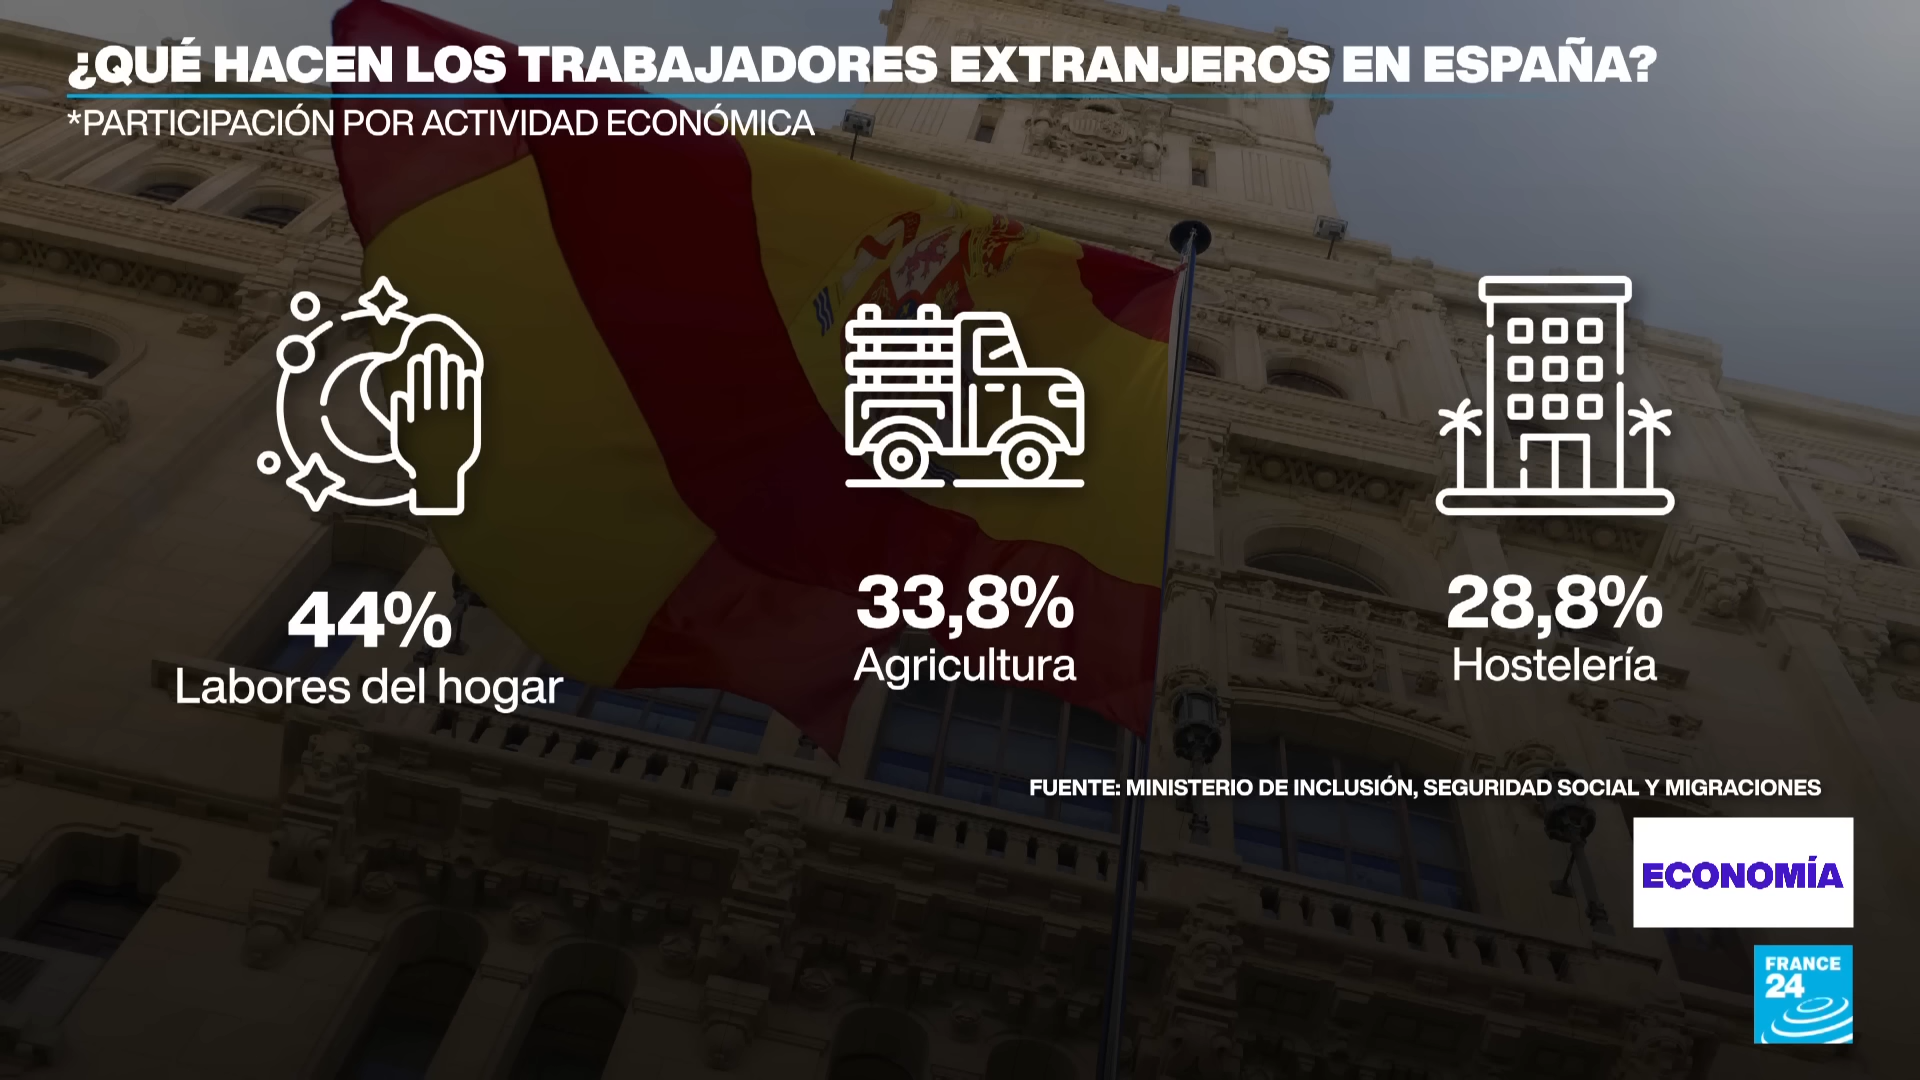 ¿QUÉ HACEN LOS TRABAJADORES EXTRANJEROS EN ESPAÑA?
*PARTICIPACIÓN POR ACTIVIDAD ECONÓMICA
44%
Labores del hogar
33,8%
Agricultura
28,8%
Hostelería
FUENTE: MINISTERIO DE INCLUSIÓN, SEGURIDAD SOCIAL Y MIGRACIONES
ECONOMÍA
FRANCE
24